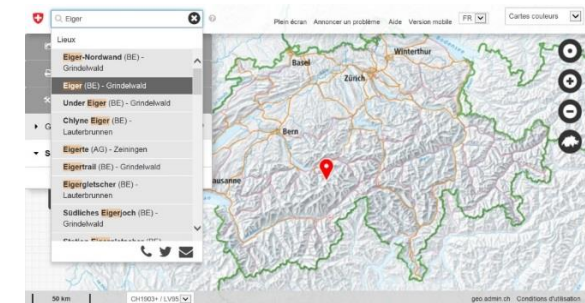 Eiger
Plein écran Annoncer un problème Aide Version mobile FR Cartes couleurs
Lieux
Eiger-Nordwand (BE) -
Grindelwald
Eiger (BE) - Grindelwald
Under Eiger (BE) - Grindelwald
Chlyne Eiger (BE) -
Lauterbrunnen
Eigerte (AG) - Zeiningen
Eigertrail (BE) - Grindelwald
Eigergletscher (BE) -
Lauterbrunnen
Südliches Eigerjoch (BE) -
Grindelwald
G
S
Basel
Winterthur
Zürich
Bern
ausanne
50 km
CH1903+ / LV95
geo.admin.ch Conditions d'utilisation